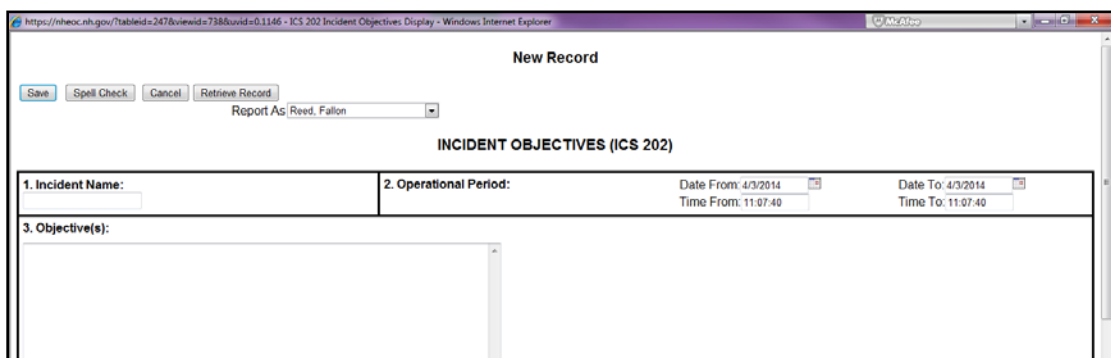 https://nheoc.nh.gov/?tableid=247&viewid=738&uvid=0.1146 - ICS 202 Incident Objectives Display - Windows Internet Explorer McAfee
New Record
Save Spell Check Cancel Retrieve Record
Report As Reed, Fallon
INCIDENT OBJECTIVES (ICS 202)
1. Incident Name: 2. Operational Period: Date From: 4/3/2014 Date To: 4/3/2014
Time From: 11:07:40 Time To: 11:07:40
3. Objective(s):